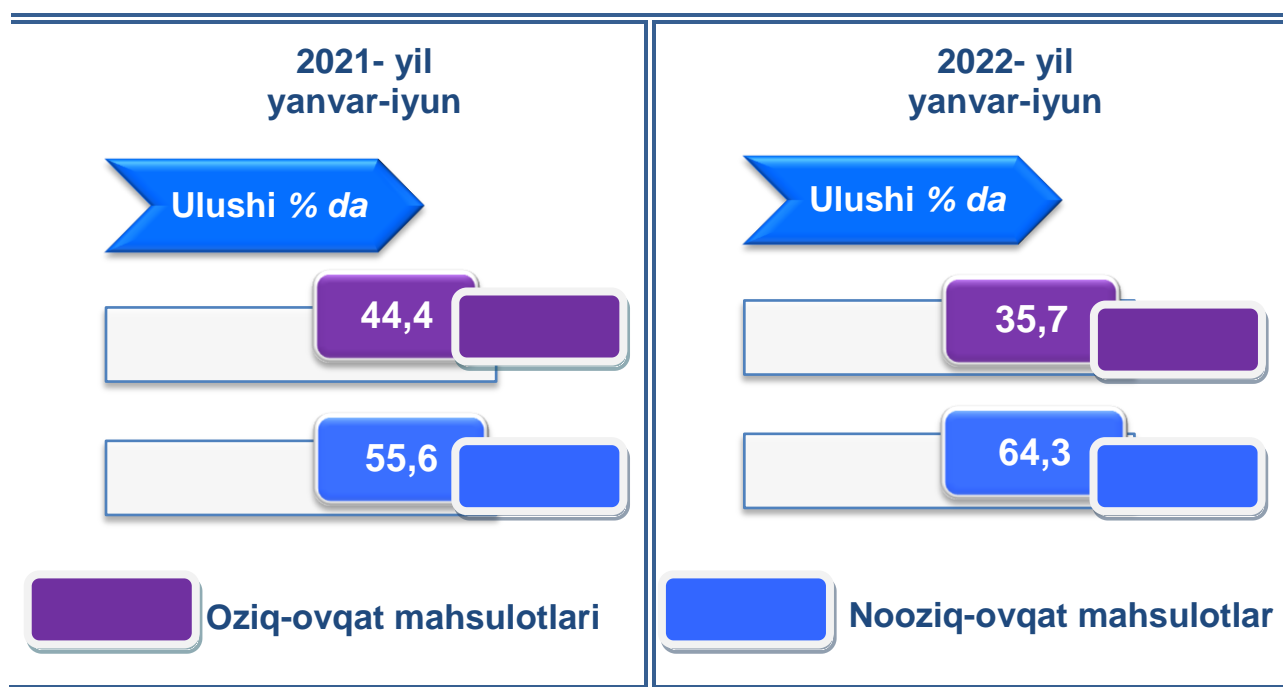 2021- yil
yanvar-iyun
Ulushi % da
44,4
55,6
Oziq-ovqat mahsulotlari
2022- yil
yanvar-iyun
Ulushi % da
35,7
64,3
Nooziq-ovqat mahsulotlar